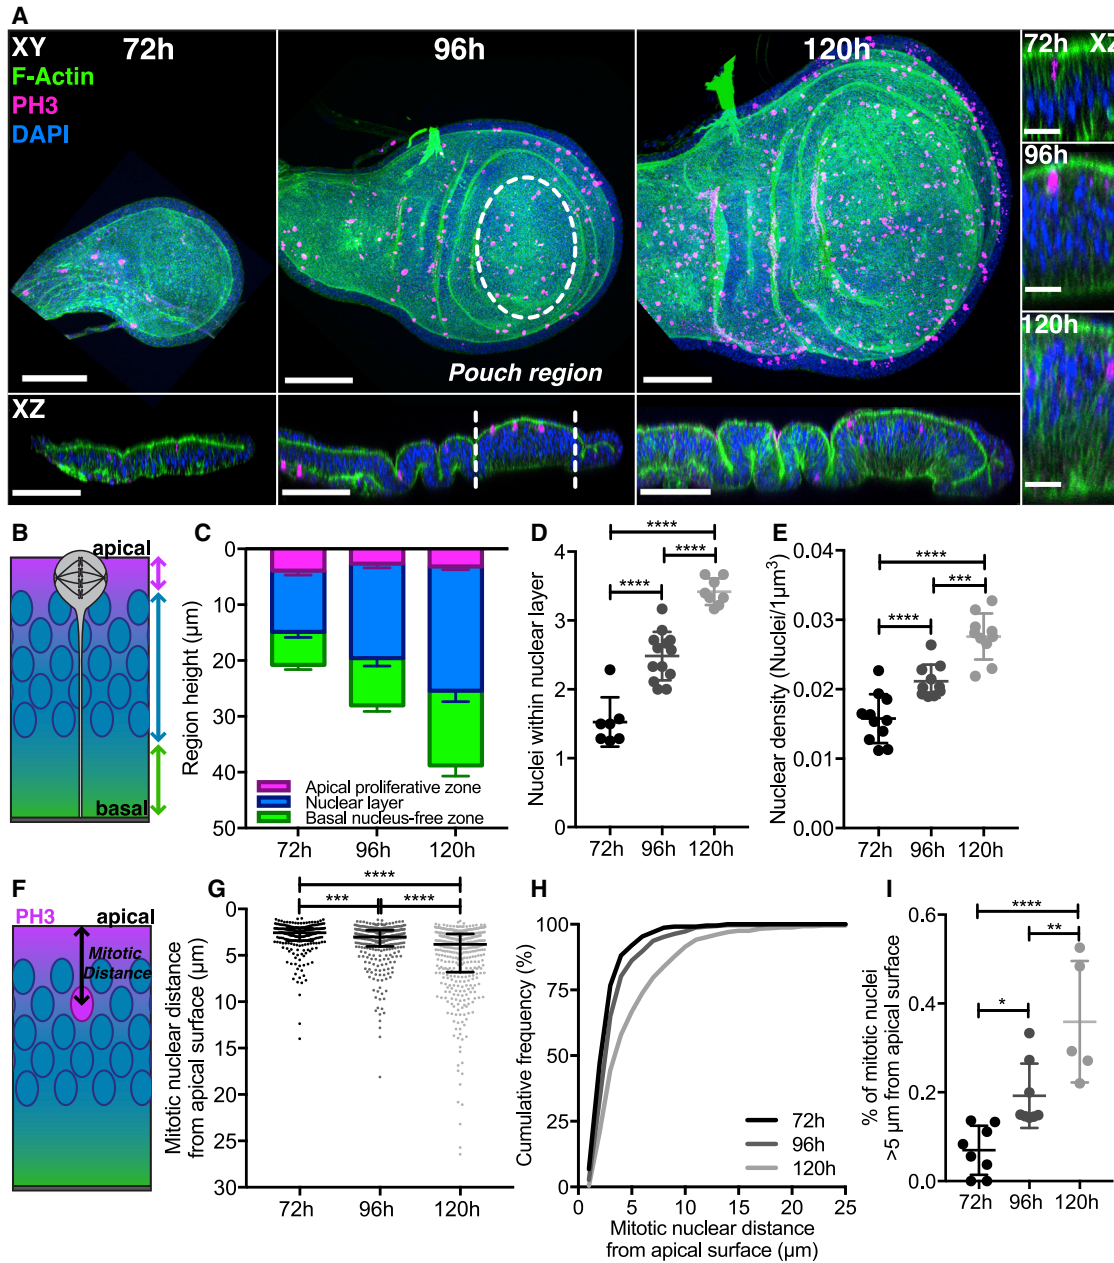 A
XY
72h
96h
120h
F-Actin
PH3
DAPI
Pouch region
XZ
72h
XZ
96h
120h
B
apical
basal
C
0
10
20
30
40
50
Region height (µm)
Apical proliferative zone
Nuclear layer
Basal nucleus-free zone
72h
96h
120h
D
****
****
****
4
3
2
1
0
Nuclei within nuclear layer
72h
96h
120h
E
****
***
****
0.04
0.03
0.02
0.01
0.00
Nuclear density (Nuclei/1µm³)
72h
96h
120h
F
PH3
apical
Mitotic
Distance
G
****
***
****
0
5
10
15
20
25
30
Mitotic nuclear distance
from apical surface (µm)
72h
96h
120h
H
100
75
50
25
0
Cumulative frequency (%)
72h
96h
120h
0
5
10
15
20
25
Mitotic nuclear distance
from apical surface (µm)
I
****
**
*
0.6
0.4
0.2
0.0
% of mitotic nuclei
>5 µm from apical surface
72h
96h
120h